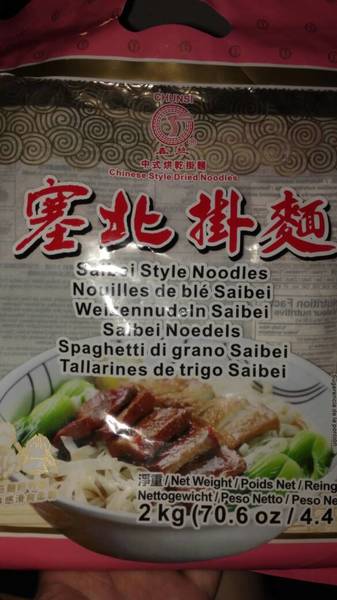 CHUNSI
中式烘乾掛麵
Chinese Style Dried Noodles
塞北掛麵
Saibei Style Noodles
Nouilles de blé Saibei
Weizennudeln Saibei
Saibei Noedels
Spaghetti di grano Saibei
Tallarines de trigo Saibei
淨重/Net Weight/Poids Net/Reing
Nettogewicht/Peso Netto/Peso Ne
2 kg (70.6 oz/4.4